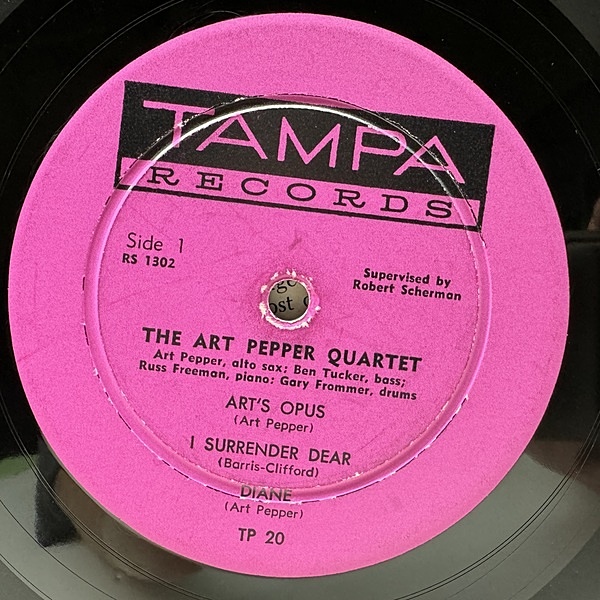 TAMPA
RECORDS
Side 1
RS 1302
Supervised by
Robert Scherman
THE ART PEPPER QUARTET
Art Pepper, alto sax; Ben Tucker, bass;
Russ Freeman, piano: Gary Frommer, drums
ART'S OPUS
(Art Pepper)
I SURRENDER DEAR
(Barris-Clifford)
DIANE
(Art Pepper)
TP 20